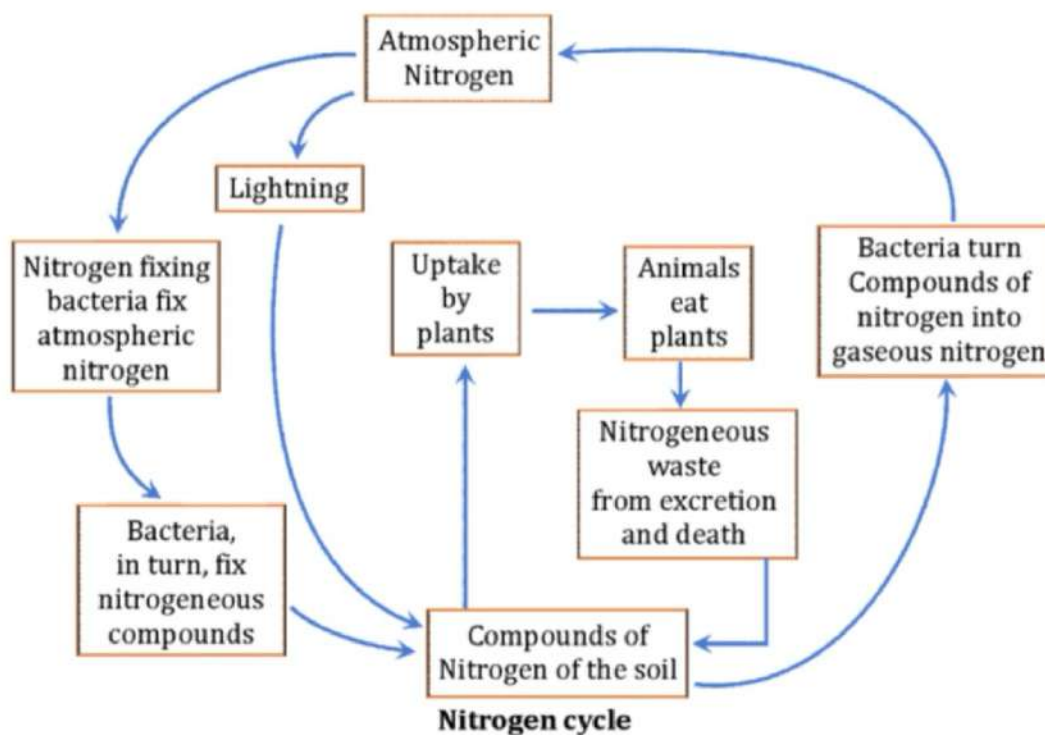 Atmospheric
Nitrogen
Lightning
Nitrogen fixing
bacteria fix
atmospheric
nitrogen
Uptake
by
plants
Animals
eat
plants
Bacteria turn
Compounds of
nitrogen into
gaseous nitrogen
Nitrogeneous
waste
from excretion
and death
Bacteria,
in turn, fix
nitrogeneous
compounds
Compounds of
Nitrogen of the soil
Nitrogen cycle